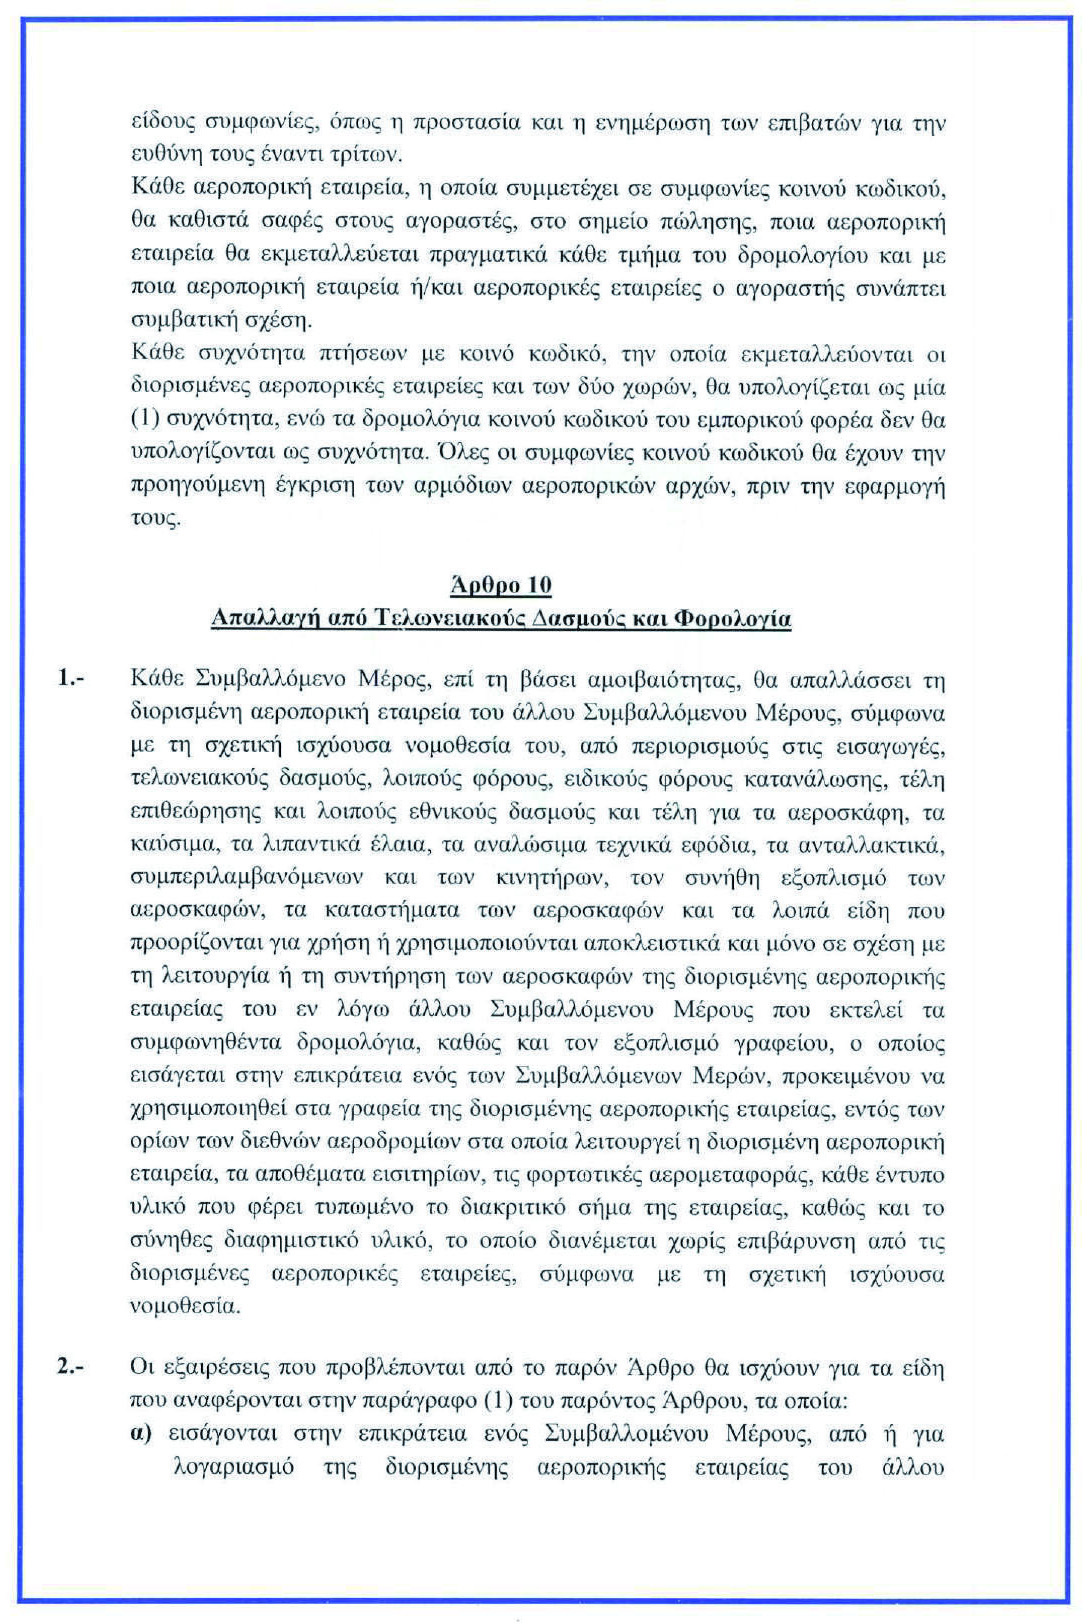 είδους συμφωνίες, όπως η προστασία και η ενημέρωση των επιβατών για την
ευθύνη τους έναντι τρίτων.
Κάθε αεροπορική εταιρεία, η οποία συμμετέχει σε συμφωνίες κοινού κωδικού,
θα καθιστά σαφές στους αγοραστές, στο σημείο πώλησης, ποια αεροπορική
εταιρεία θα εκμεταλλεύεται πραγματικά κάθε τμήμα του δρομολογίου και με
ποια αεροπορική εταιρεία ή/και αεροπορικές εταιρείες ο αγοραστής συνάπτει
συμβατική σχέση.
Κάθε συχνότητα πτήσεων με κοινό κωδικό, την οποία εκμεταλλεύονται οι
διορισμένες αεροπορικές εταιρείες και των δύο χωρών, θα υπολογίζεται ως μία
(1) συχνότητα, ενώ τα δρομολόγια κοινού κωδικού του εμπορικού φορέα δεν θα
υπολογίζονται ως συχνότητα. Όλες οι συμφωνίες κοινού κωδικού θα έχουν την
προηγούμενη έγκριση των αρμόδιων αεροπορικών αρχών, πριν την εφαρμογή
τους.
Άρθρο 10
Απαλλαγή από Τελωνειακούς Δασμούς και Φορολογία
1.- Κάθε Συμβαλλόμενο Μέρος, επί τη βάσει αμοιβαιότητας, θα απαλλάσσει τη
διορισμένη αεροπορική εταιρεία του άλλου Συμβαλλόμενου Μέρους, σύμφωνα
με τη σχετική ισχύουσα νομοθεσία του, από περιορισμούς στις εισαγωγές,
τελωνειακούς δασμούς, λοιπούς φόρους, ειδικούς φόρους κατανάλωσης, τέλη
επιθεώρησης και λοιπούς εθνικούς δασμούς και τέλη για τα αεροσκάφη, τα
καύσιμα, τα λιπαντικά έλαια, τα αναλώσιμα τεχνικά εφόδια, τα ανταλλακτικά,
συμπεριλαμβανόμενων και των κινητήρων, τον συνήθη εξοπλισμό των
αεροσκαφών, τα καταστήματα των αεροσκαφών και τα λοιπά είδη που
προορίζονται για χρήση ή χρησιμοποιούνται αποκλειστικά και μόνο σε σχέση με
τη λειτουργία ή τη συντήρηση των αεροσκαφών της διορισμένης αεροπορικής
εταιρείας του εν λόγω άλλου Συμβαλλόμενου Μέρους που εκτελεί τα
συμφωνηθέντα δρομολόγια, καθώς και τον εξοπλισμό γραφείου, ο οποίος
εισάγεται στην επικράτεια ενός των Συμβαλλόμενων Μερών, προκειμένου να
χρησιμοποιηθεί στα γραφεία της διορισμένης αεροπορικής εταιρείας, εντός των
ορίων των διεθνών αεροδρομίων στα οποία λειτουργεί η διορισμένη αεροπορική
εταιρεία, τα αποθέματα εισιτηρίων, τις φορτωτικές αερομεταφοράς, κάθε έντυπο
υλικό που φέρει τυπωμένο το διακριτικό σήμα της εταιρείας, καθώς και το
σύνηθες διαφημιστικό υλικό, το οποίο διανέμεται χωρίς επιβάρυνση από τις
διορισμένες αεροπορικές εταιρείες, σύμφωνα με τη σχετική ισχύουσα
νομοθεσία.
2.- Οι εξαιρέσεις που προβλέπονται από το παρόν Άρθρο θα ισχύουν για τα είδη
που αναφέρονται στην παράγραφο (1) του παρόντος Άρθρου, τα οποία:
α) εισάγονται στην επικράτεια ενός Συμβαλλομένου Μέρους, από ή για
λογαριασμό της διορισμένης αεροπορικής εταιρείας του άλλου